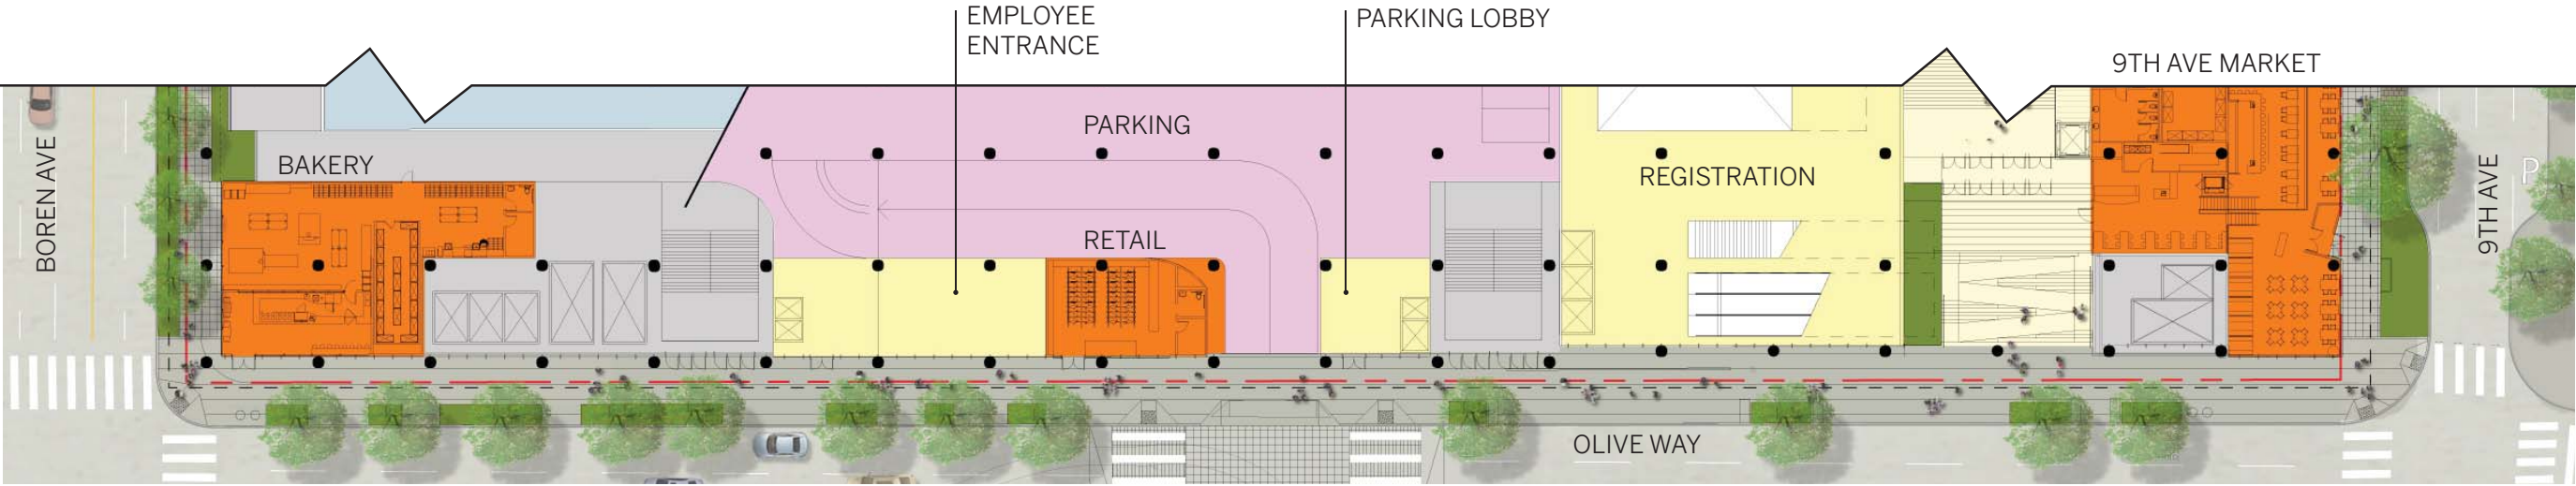 EMPLOYEE
ENTRANCE
PARKING LOBBY
9TH AVE MARKET
PARKING
BAKERY
REGISTRATION
BOREN AVE
9TH AVE
P
RETAIL
OLIVE WAY